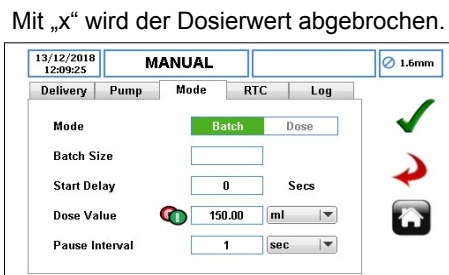 Mit „x“ wird der Dosierwert abgebrochen.
13/12/2018
12:09:25
MANUAL
1.6mm
Delivery Pump Mode RTC Log
Mode Batch Dose
Batch Size
Start Delay 0 Secs
Dose Value 150.00 ml
Pause Interval 1 sec